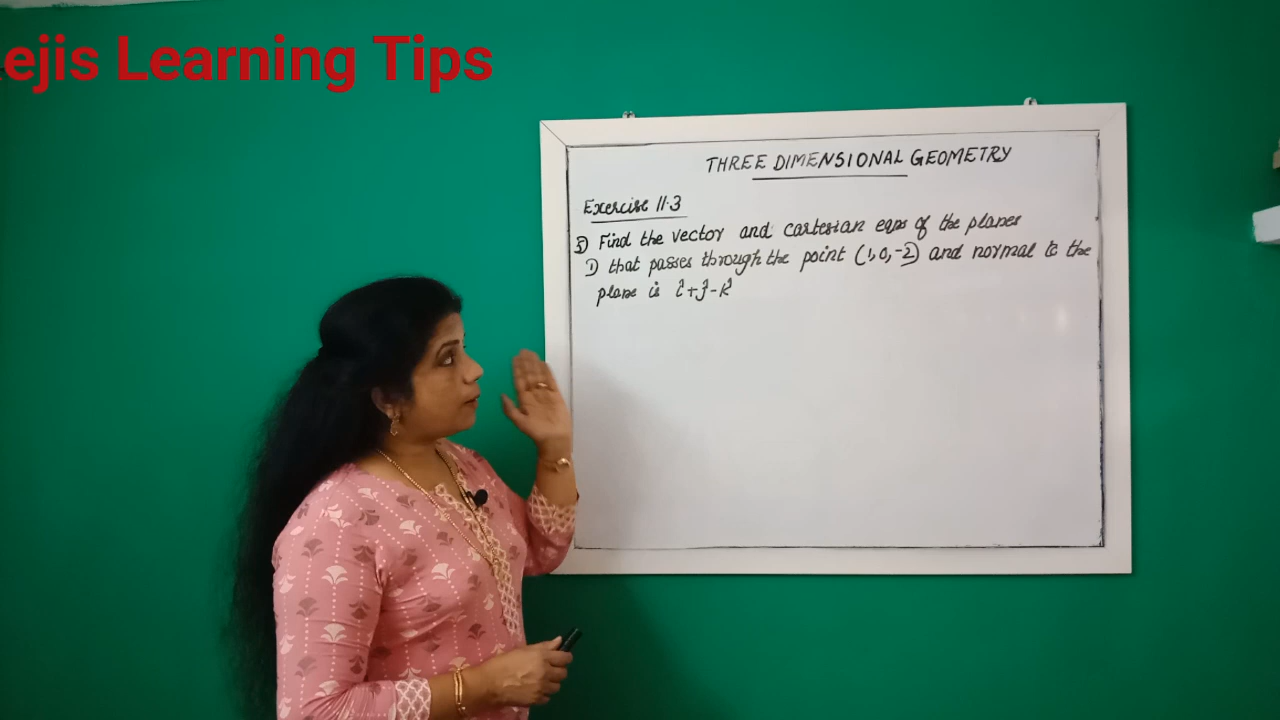 ejis Learning Tips
THREE DIMENSIONAL GEOMETRY
Exercise 11.3
5) Find the vector and cartesian eqns of the planes
1) that passes through the point (1,0,-2) and normal to the
plane is î+ĵ-k̂